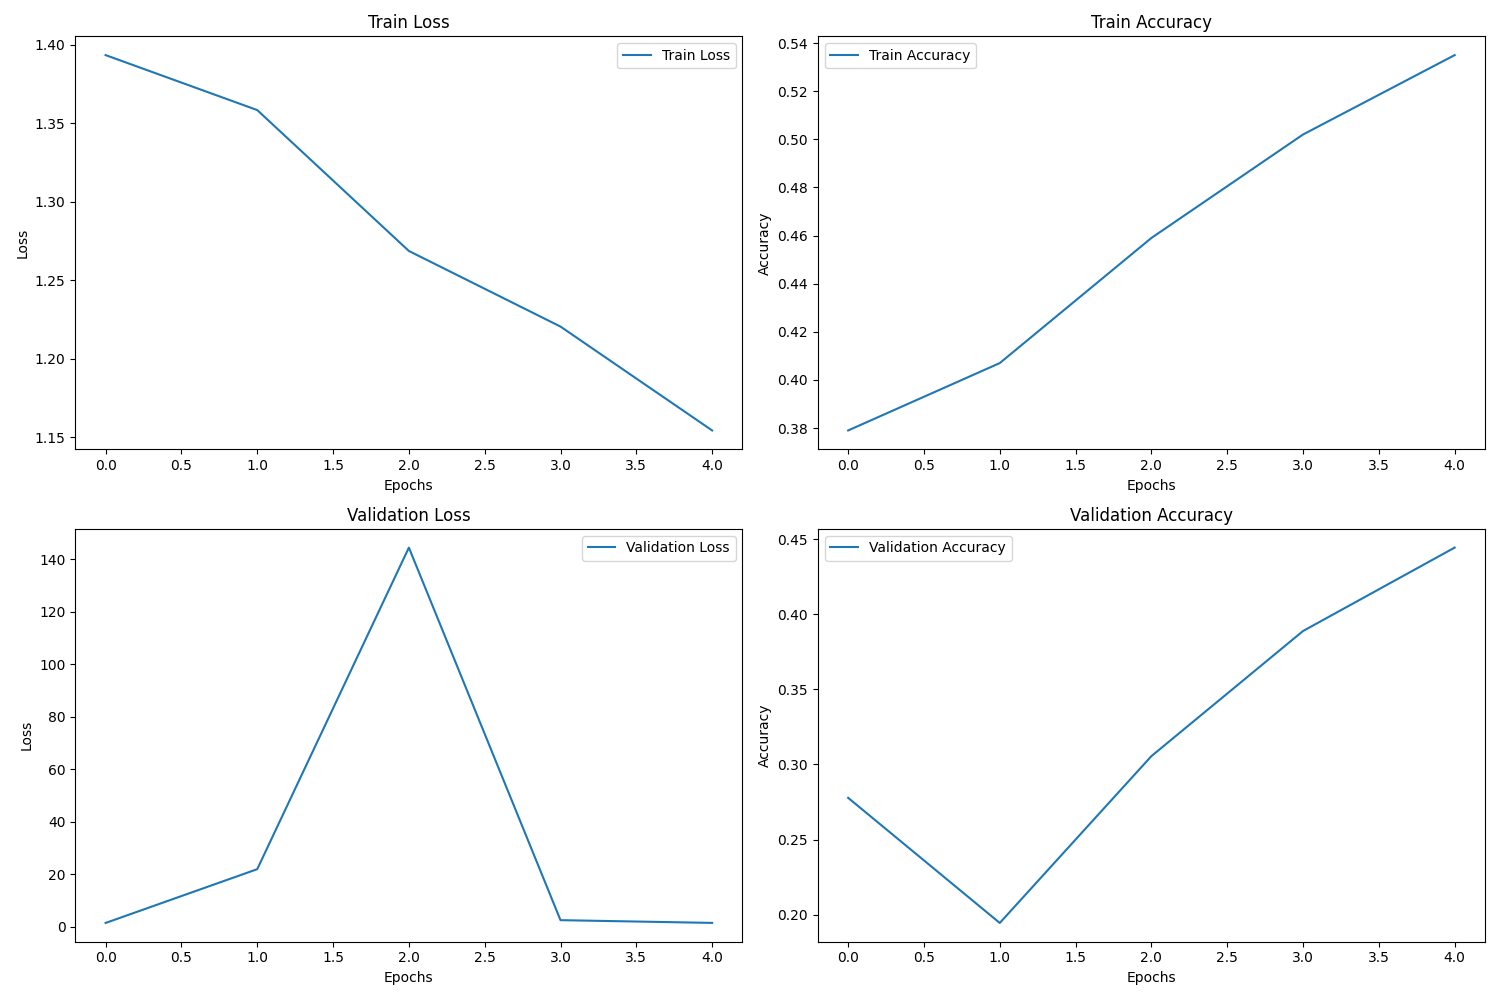 Train Loss
1.40
1.35
1.30
1.25
1.20
1.15
Loss
Train Loss
0.0 0.5 1.0 1.5 2.0 2.5 3.0 3.5 4.0
Epochs
Train Accuracy
0.54
0.52
0.50
0.48
0.46
0.44
0.42
0.40
0.38
Accuracy
Train Accuracy
0.0 0.5 1.0 1.5 2.0 2.5 3.0 3.5 4.0
Epochs
Validation Loss
140
120
100
80
60
40
20
0
Loss
Validation Loss
0.0 0.5 1.0 1.5 2.0 2.5 3.0 3.5 4.0
Epochs
Validation Accuracy
0.45
0.40
0.35
0.30
0.25
0.20
Accuracy
Validation Accuracy
0.0 0.5 1.0 1.5 2.0 2.5 3.0 3.5 4.0
Epochs